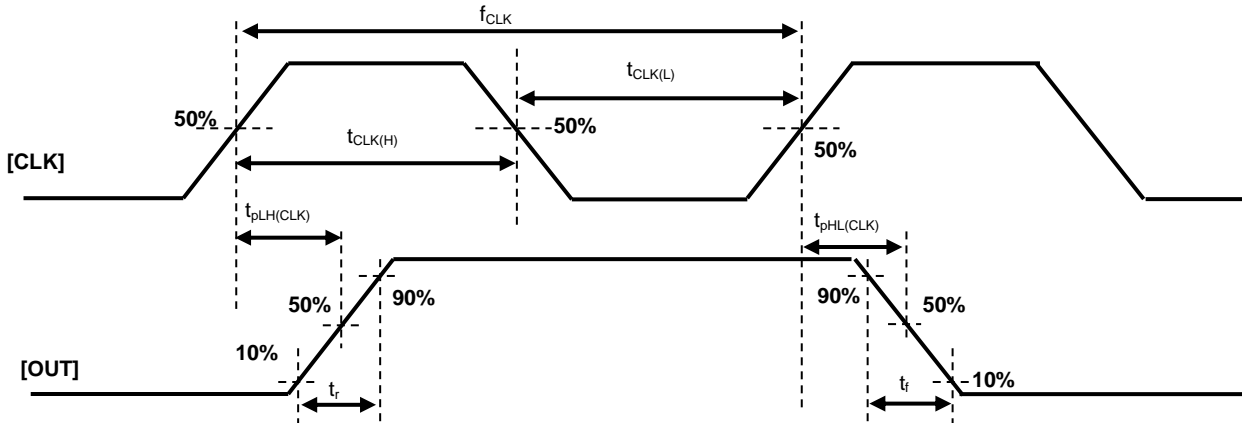 fCLK
tCLK(L)
50%
50%
tCLK(H)
50%
[CLK]
tpLH(CLK)
tpHL(CLK)
50%
90%
90%
50%
10%
[OUT]
tr
tf
10%